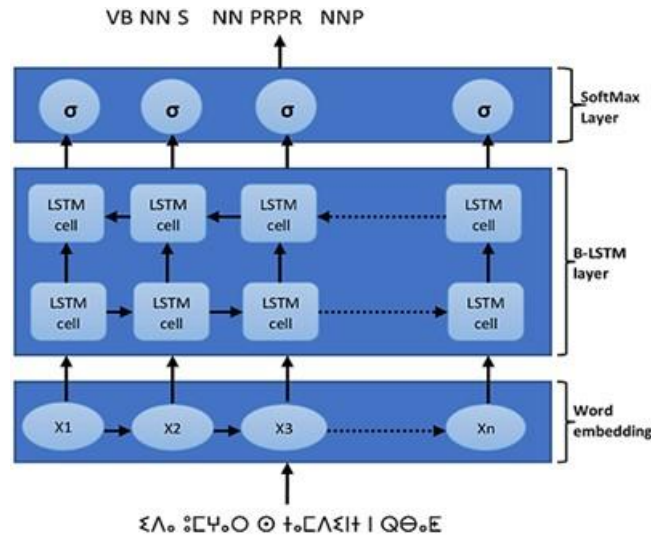 VB NN S NN PRPR NNP
σ σ σ σ
SoftMax Layer
LSTM cell LSTM cell LSTM cell LSTM cell
B-LSTM layer
LSTM cell LSTM cell LSTM cell LSTM cell
X1 X2 X3 Xn
Word embedding
ⵉⴷⴰ ⵓⵎⵖⴰⵔ ⵙ ⵜⴰⵎⴷⵉⵏⵜ ⵏ ⵕⴱⴰⵟ